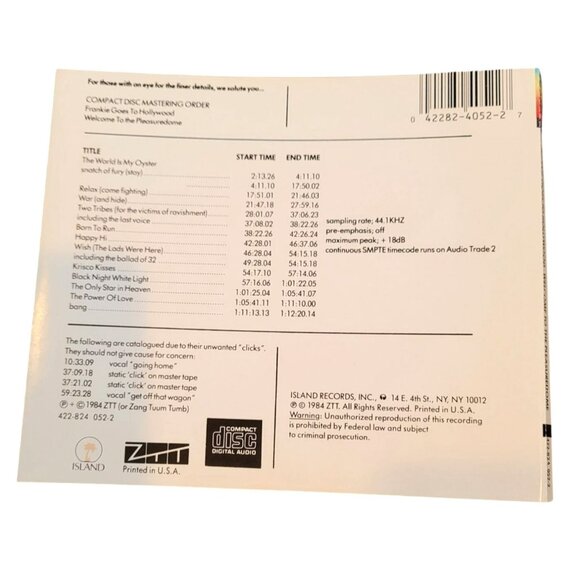 For those with an eye for the finer details, we salute you...
COMPACT DISC MASTERING ORDER
Frankie Goes To Hollywood
Welcome To the Pleasuredome
0 42282-4052-2 7
TITLE START TIME END TIME
The World Is My Oyster
snatch of fury (stay) 2:13.26 4:11.10
4:11.10 17:50.02
Relax (come fighting) 17:51.01 21:46.03
War (and hide) 21:47.18 27:59.16
Two Tribes (for the victims of ravishment) 28:01.07 37:06.23
including the last voice 37:08.02 38:22.26
Born To Run 38:22.26 42:26.24
Happy Hi 42:28.01 46:37.06
Wish (The Lads Were Here) 46:28.04 54:15.18
including the ballad of 32 49:28.04 54:15.18
Krisco Kisses 54:17.10 57:14.06
Black Night White Light 57:16.06 1:01:22.05
The Only Star in Heaven 1:01:25.04 1:05:41.07
The Power Of Love 1:05:41.11 1:11:10.00
bang 1:11:13.13 1:12:20.14
sampling rate; 44.1KHZ
pre-emphasis; off
maximum peak; + 18dB
continuous SMPTE timecode runs on Audio Trade 2
The following are catalogued due to their unwanted "clicks".
They should not give cause for concern:
10:33.09 vocal "going home"
37:09.18 static 'click' on master tape
37:21.02 static 'click' on master tape
59:23.28 vocal "get off that wagon"
Ⓟ + © 1984 ZTT (or Zang Tuum Tumb)
422-824 052-2
ISLAND RECORDS, INC., 14 E. 4th St., NY, NY 10012
Ⓟ © 1984 ZTT. All Rights Reserved. Printed in U.S.A.
Warning: Unauthorized reproduction of this recording
is prohibited by Federal law and subject
to criminal prosecution.
ISLAND
ZTT
Printed in U.S.A.
COMPACT
disc
DIGITAL AUDIO